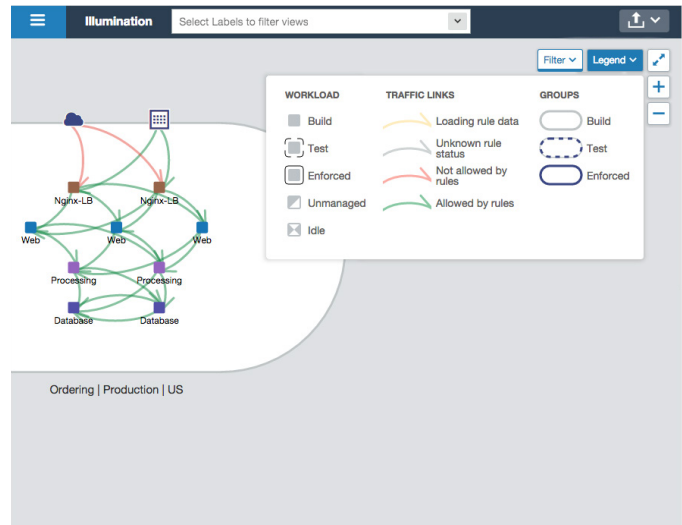 Illumination
Select Labels to filter views
Filter
Legend
WORKLOAD
TRAFFIC LINKS
GROUPS
Build
Loading rule data
Build
Test
Unknown rule
status
Test
Enforced
Not allowed by
rules
Enforced
Unmanaged
Allowed by rules
Idle
Nginx-LB
Nginx-LB
Web
Web
Web
Processing
Processing
Database
Database
Ordering | Production | US